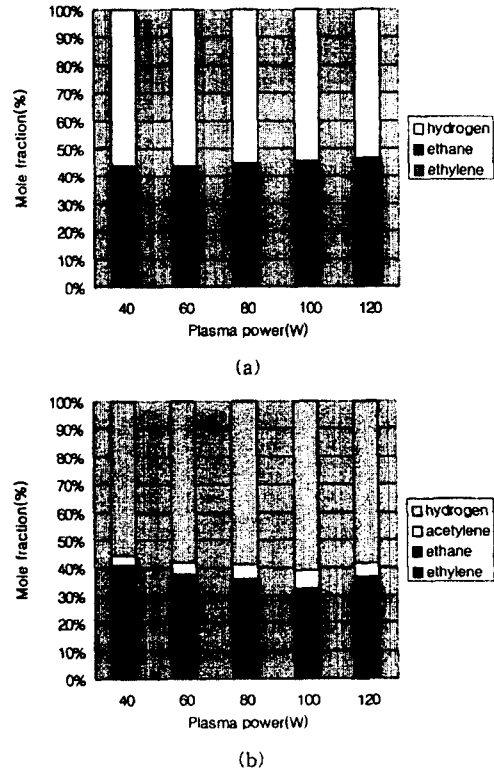 100%
90%
80%
70%
60%
50%
40%
30%
20%
10%
0%
Mole fraction(%)
40 60 80 100 120
Plasma power(W)
hydrogen
ethane
ethylene
(a)
100%
90%
80%
70%
60%
50%
40%
30%
20%
10%
0%
Mole fraction(%)
40 60 80 100 120
Plasma power(W)
hydrogen
acetylene
ethane
ethylene
(b)